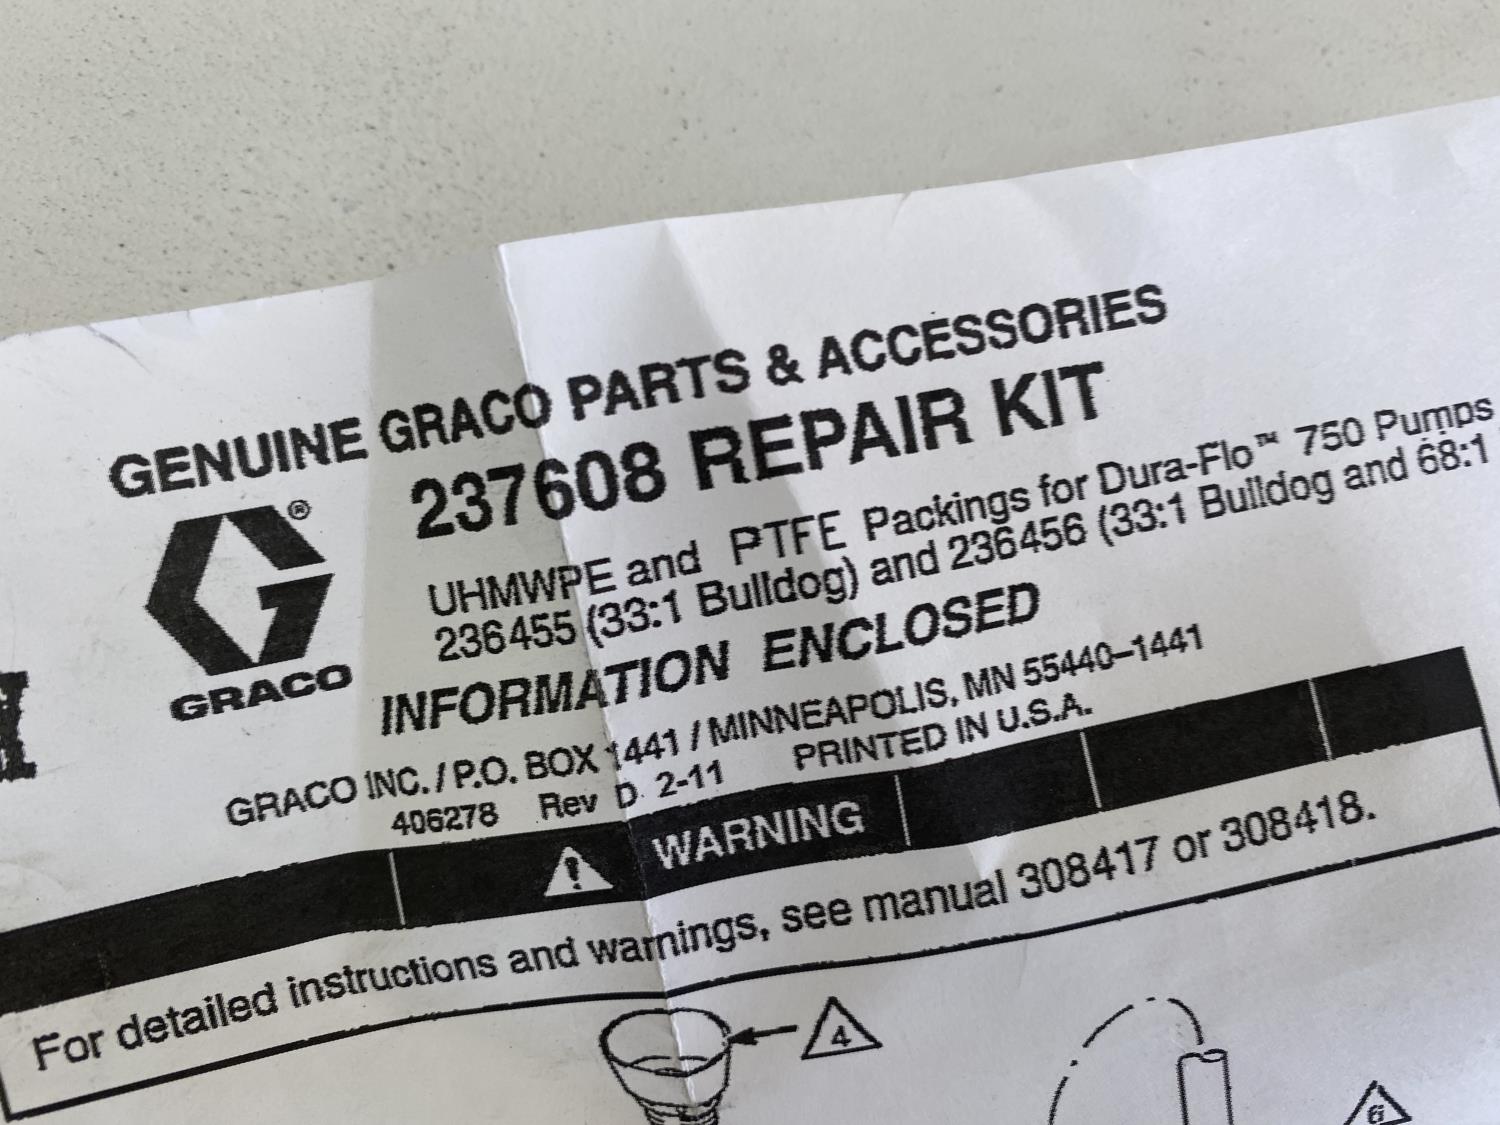 GENUINE GRACO PARTS & ACCESSORIES
237608 REPAIR KIT
UHMWPE and PTFE Packings for Dura-Flo™ 750 Pumps
236455 (33:1 Bulldog) and 236456 (33:1 Bulldog and 68:1
®
GRACO
INFORMATION ENCLOSED
GRACO INC. / P.O. BOX 1441 / MINNEAPOLIS, MN 55440–1441
406278 Rev D 2-11 PRINTED IN U.S.A.
WARNING
For detailed instructions and warnings, see manual 308417 or 308418.
4
6